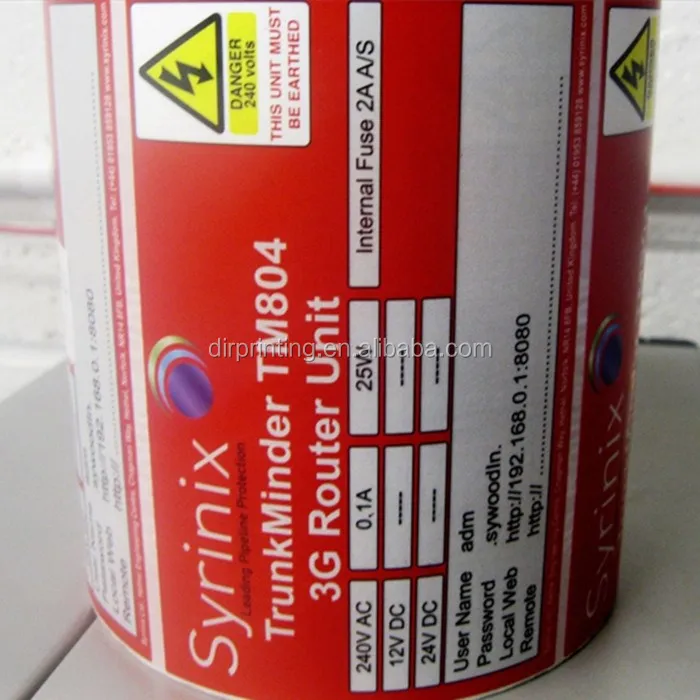 Syrinix
Leading Pipeline Protection
TrunkMinder TM804
3G Router Unit
DANGER
240 volts
THIS UNIT MUST
BE EARTHED
240V AC 0.1A 25W Internal Fuse 2A A/S
12V DC ----- -----
24V DC ----- -----
User Name adm
Password .sywoodln.
Local Web http://192.168.0.1:8080
Remote http://
dirprinting.en.alibaba.com
Syrinix